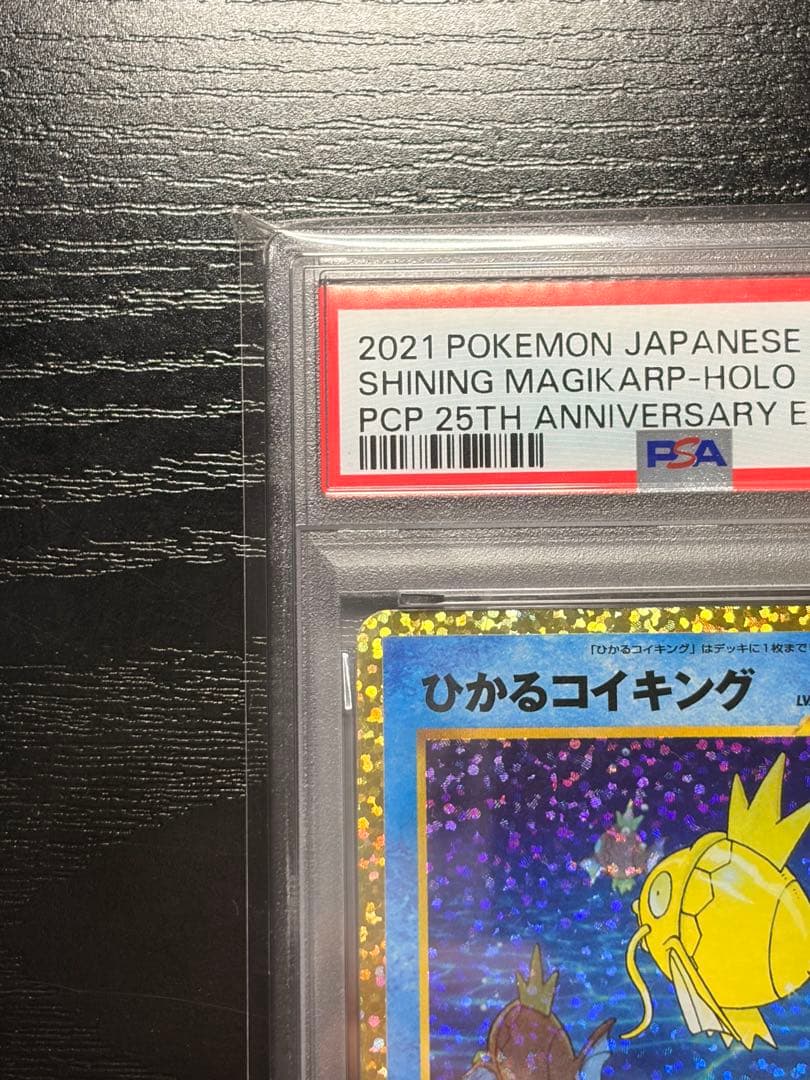 2021 POKEMON JAPANESE
SHINING MAGIKARP-HOLO
PCP 25TH ANNIVERSARY E
PSA
「ひかるコイキング」はデッキに1枚まで
ひかるコイキング
LV.